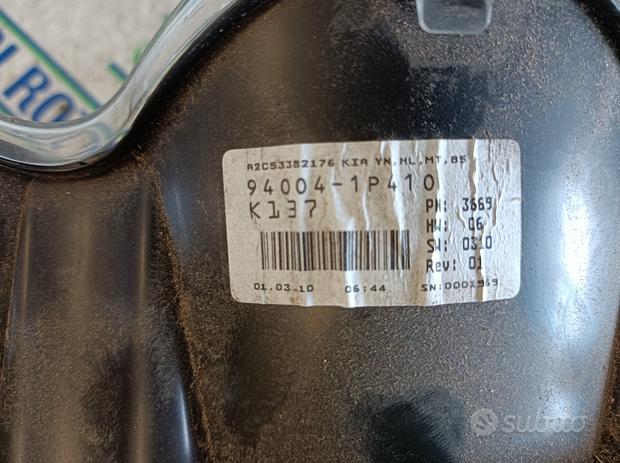 A2C53382176 KIA YN,HL,MT,B5
94004-1P410
K137
PN: 3669
HW: 06
SW: 0310
Rev: 01
01.03.10 06:44 SN:0001959
subito